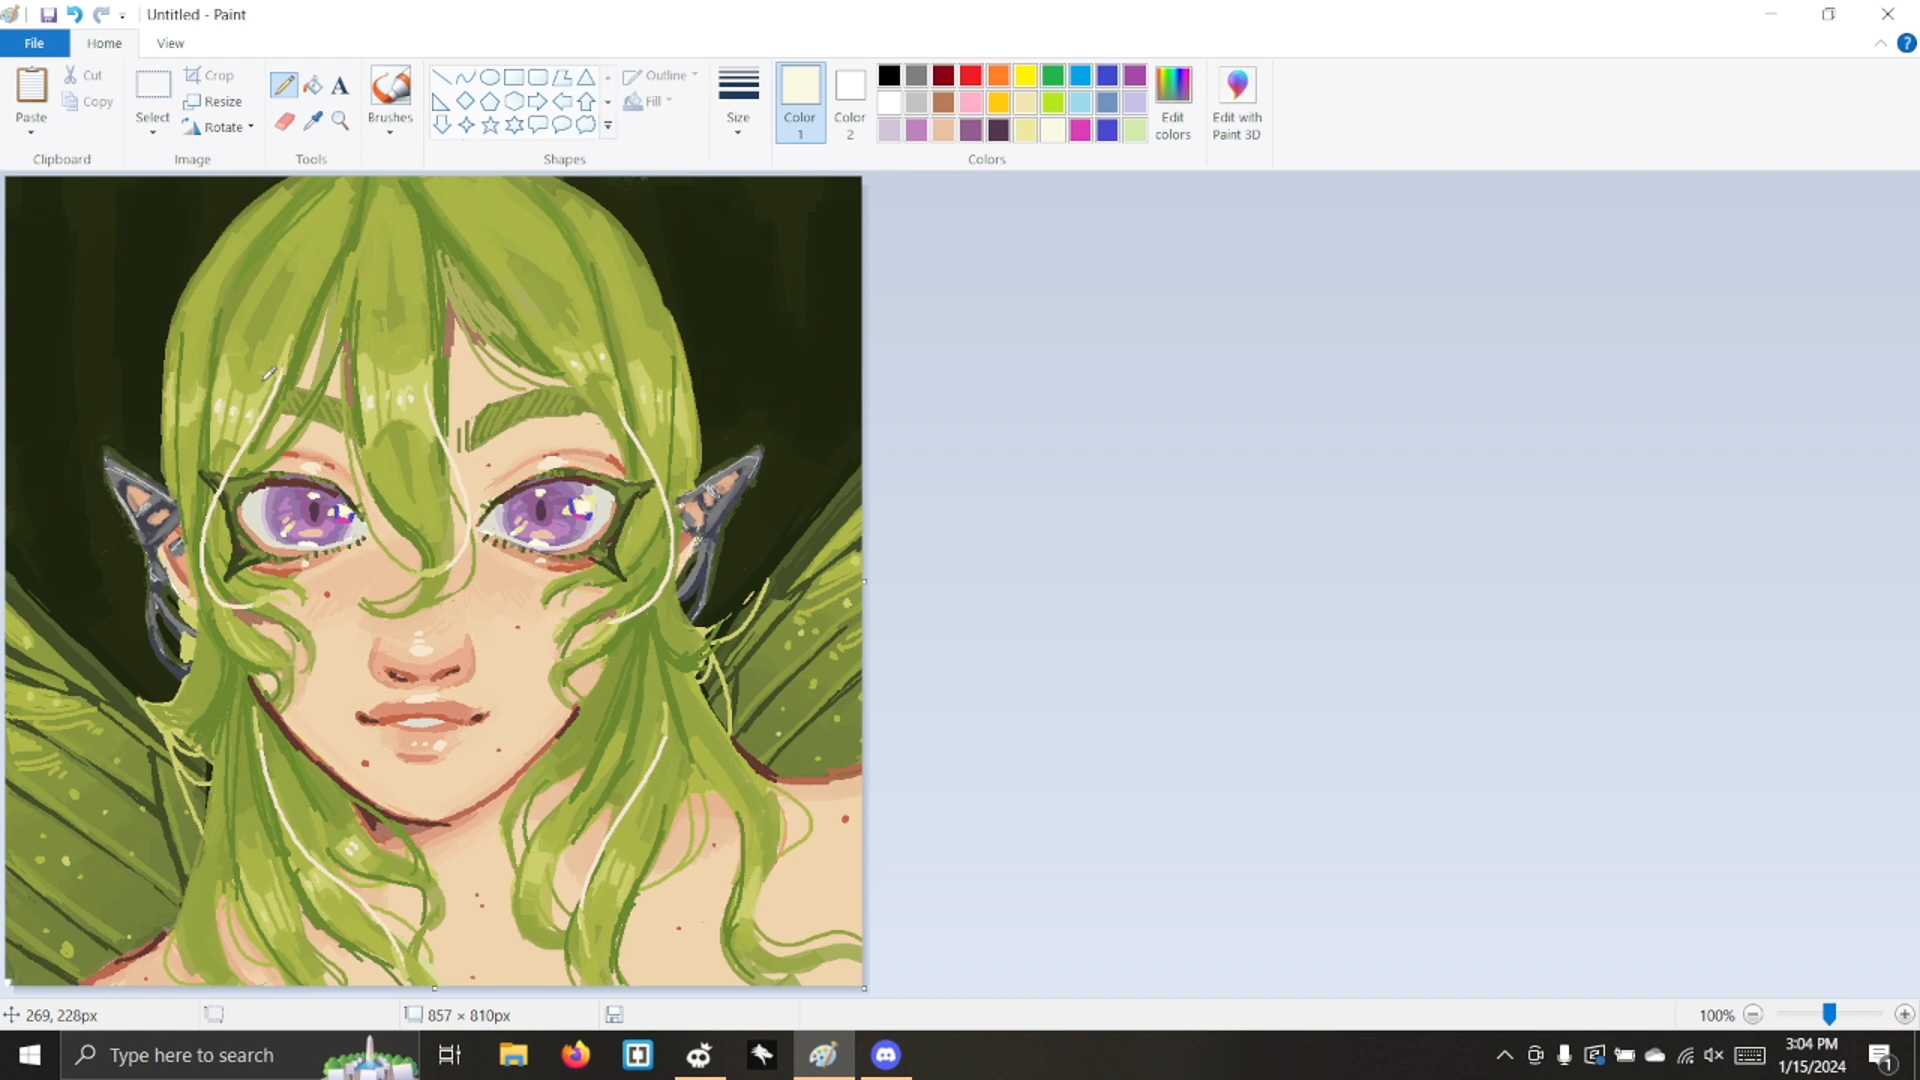 Untitled - Paint
File Home View
Paste
Cut
Copy
Clipboard
Select
Crop
Resize
Rotate
Image
A
Tools
Brushes
Outline
Fill
Shapes
Size
Color
1
Color
2
Edit
colors
Colors
Edit with
Paint 3D
?
269, 228px
857 × 810px
100%
Type here to search
3:04 PM
1/15/2024
1